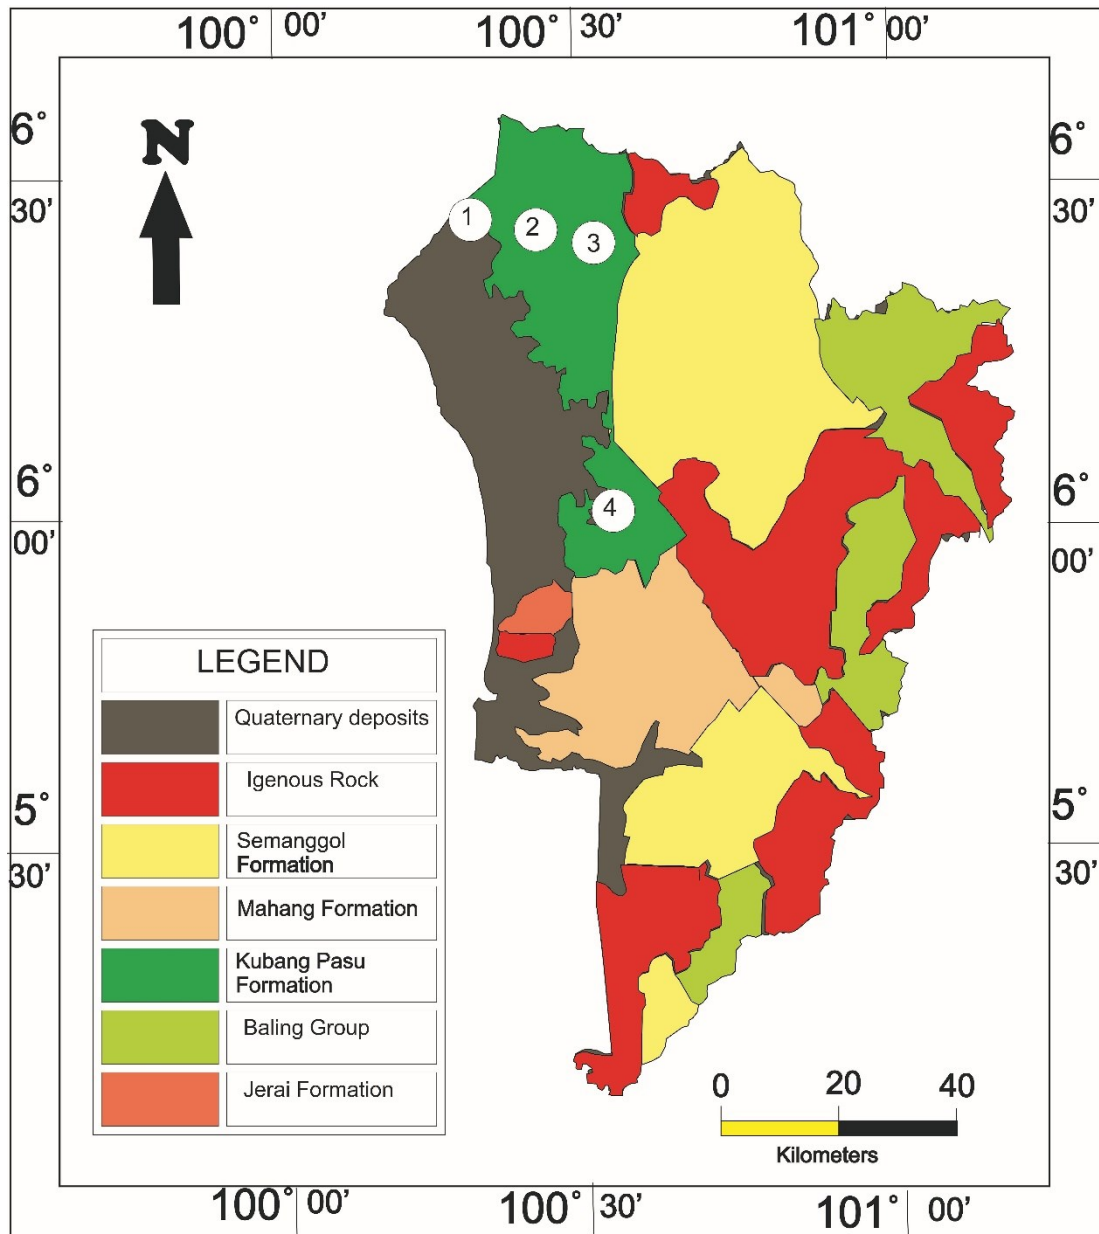 100° 00’ 100° 30’ 101° 00’
6° 30’
6° 30’
N
1
2
3
6° 00’
6° 00’
4
LEGEND
Quaternary deposits
Igenous Rock
Semanggol
Formation
Mahang Formation
Kubang Pasu
Formation
Baling Group
Jerai Formation
5° 30’
5° 30’
0 20 40
Kilometers
100° 00’ 100° 30’ 101° 00’